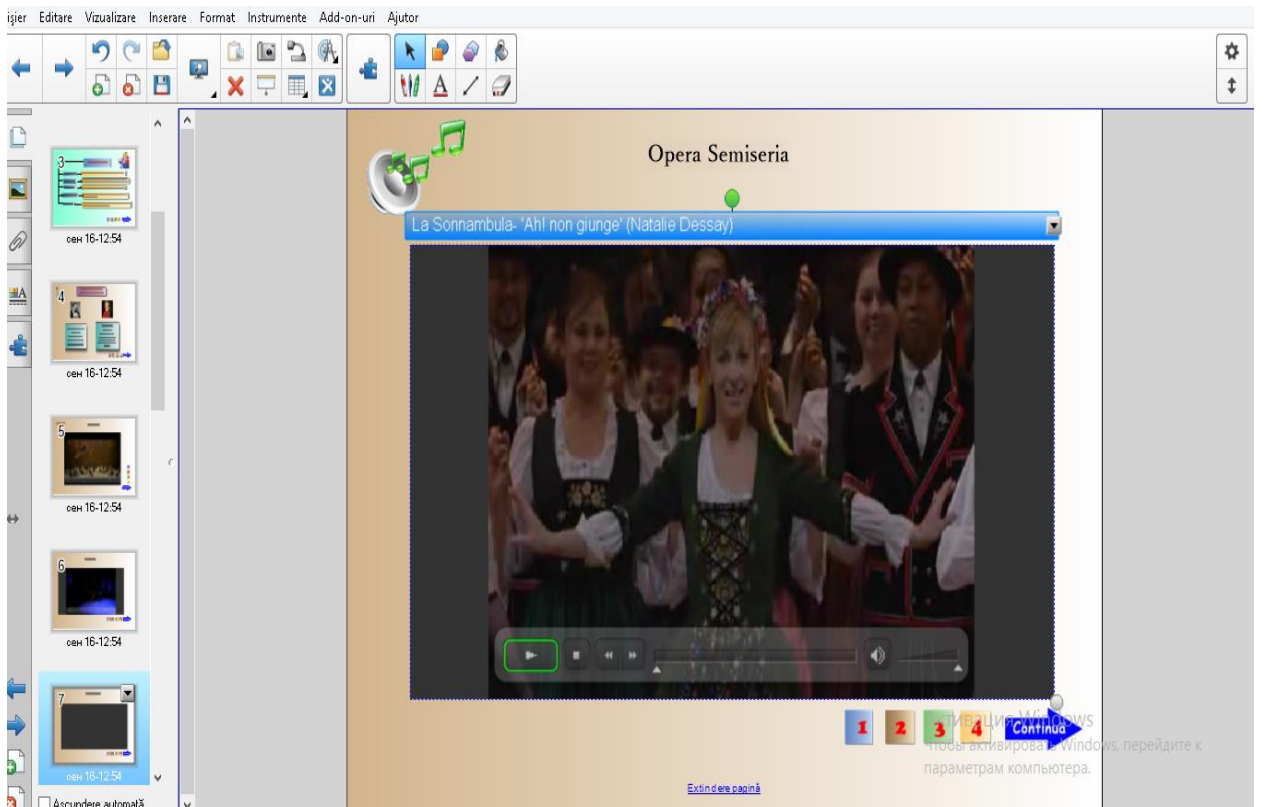 ișier Editare Vizualizare Inserare Format Instrumente Add-on-uri Ajutor
3
сен 16-12:54
4
сен 16-12:54
5
сен 16-12:54
6
сен 16-12:54
7
сен 16-12:54
Ascundere automată
Opera Semiseria
La Sonnambula- 'Ah! non giunge' (Natalie Dessay)
1 2 3 4 Continuă
ктивация Windows
Чтобы активировать Windows, перейдите к
параметрам компьютера.
Extindere pagină